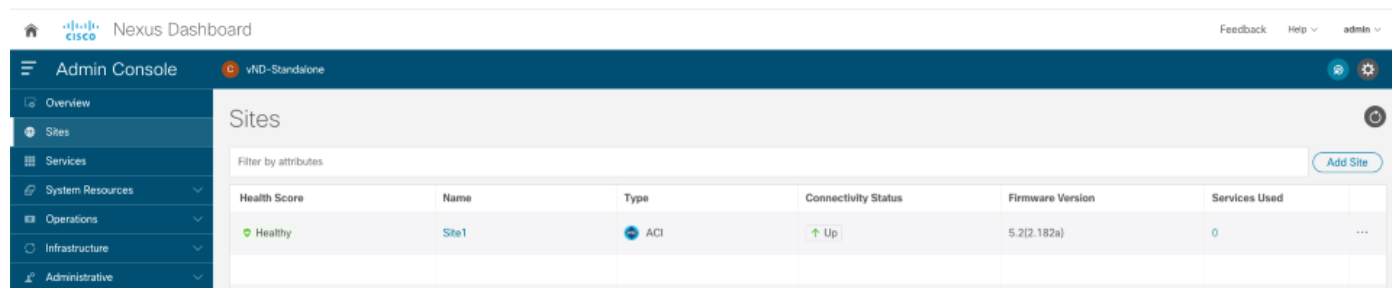 cisco Nexus Dashboard Feedback Help admin
Admin Console C vND-Standalone
Overview
Sites
Services
System Resources
Operations
Infrastructure
Administrative
Sites
Filter by attributes Add Site
Health Score Name Type Connectivity Status Firmware Version Services Used
Healthy Site1 ACI Up 5.2(2.182a) 0 ...